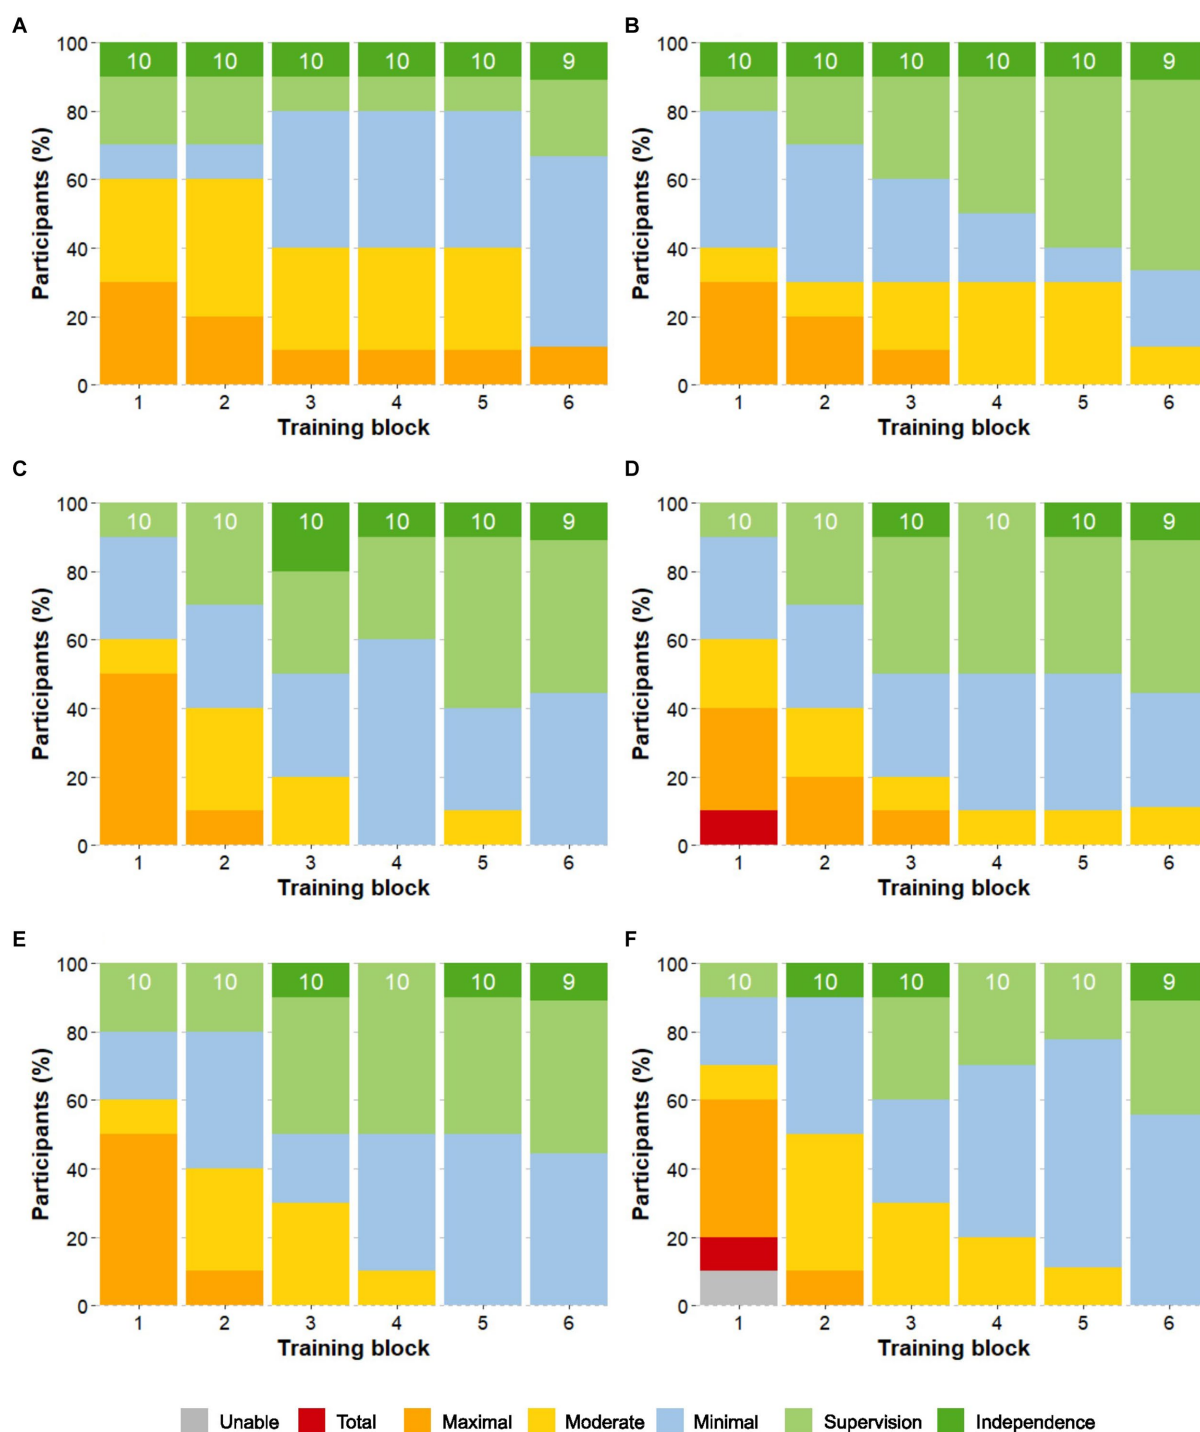 A
B
100
80
60
40
20
0
Participants (%)
10 10 10 10 10 9
1 2 3 4 5 6
Training block
100
80
60
40
20
0
Participants (%)
10 10 10 10 10 9
1 2 3 4 5 6
Training block
C
D
100
80
60
40
20
0
Participants (%)
10 10 10 10 10 9
1 2 3 4 5 6
Training block
100
80
60
40
20
0
Participants (%)
10 10 10 10 10 9
1 2 3 4 5 6
Training block
E
F
100
80
60
40
20
0
Participants (%)
10 10 10 10 10 9
1 2 3 4 5 6
Training block
100
80
60
40
20
0
Participants (%)
10 10 10 10 10 9
1 2 3 4 5 6
Training block
Unable Total Maximal Moderate Minimal Supervision Independence